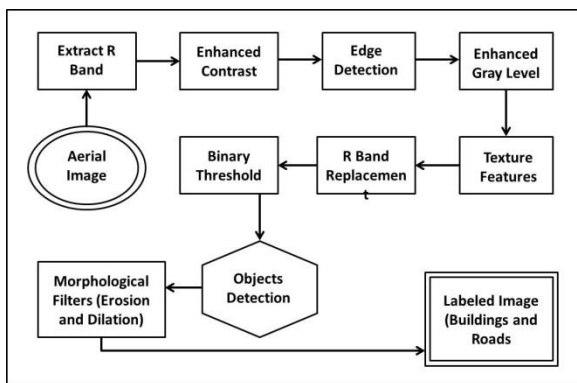 Extract R
Band
Enhanced
Contrast
Edge
Detection
Enhanced
Gray Level
Aerial
Image
Binary
Threshold
R Band
Replacemen
t
Texture
Features
Morphological
Filters (Erosion
and Dilation)
Objects
Detection
Labeled Image
(Buildings and
Roads